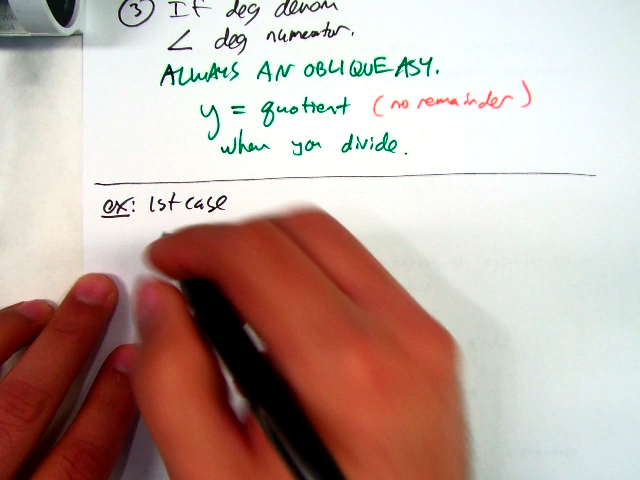 ③ If deg denom
< deg numerator.
ALWAYS AN OBLIQUE ASY.
y = quotient (no remainder)
when you divide.
ex: 1st case